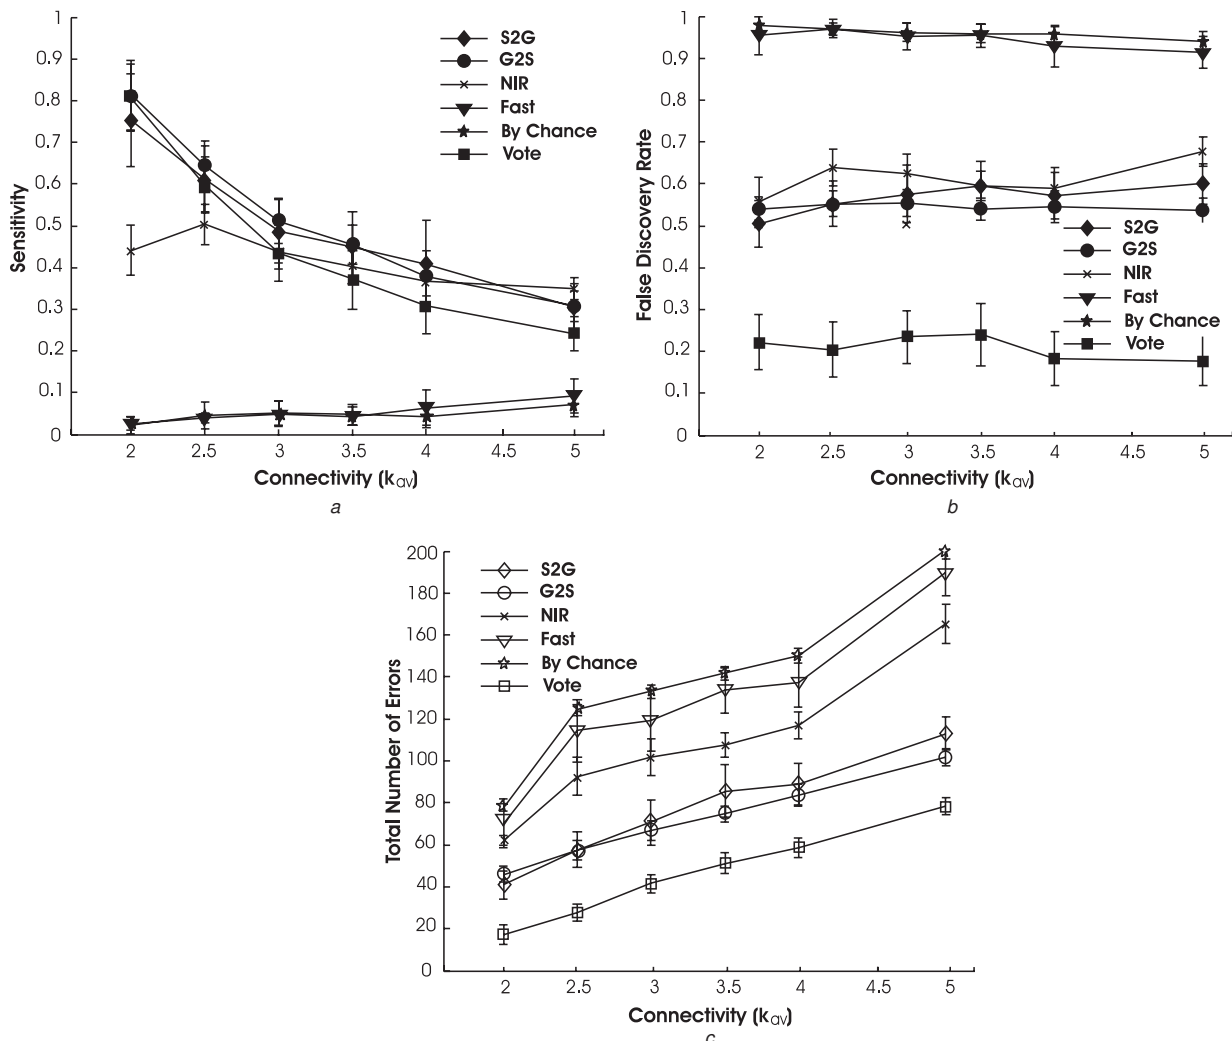 1
0.9
0.8
0.7
0.6
0.5
0.4
0.3
0.2
0.1
0
Sensitivity
S2G
G2S
NIR
Fast
By Chance
Vote
2 2.5 3 3.5 4 4.5 5
Connectivity (kav)
a
1
0.9
0.8
0.7
0.6
0.5
0.4
0.3
0.2
0.1
0
False Discovery Rate
S2G
G2S
NIR
Fast
By Chance
Vote
2 2.5 3 3.5 4 4.5 5
Connectivity (kav)
b
200
180
160
140
120
100
80
60
40
20
0
Total Number of Errors
S2G
G2S
NIR
Fast
By Chance
Vote
2 2.5 3 3.5 4 4.5 5
Connectivity (kav)
c